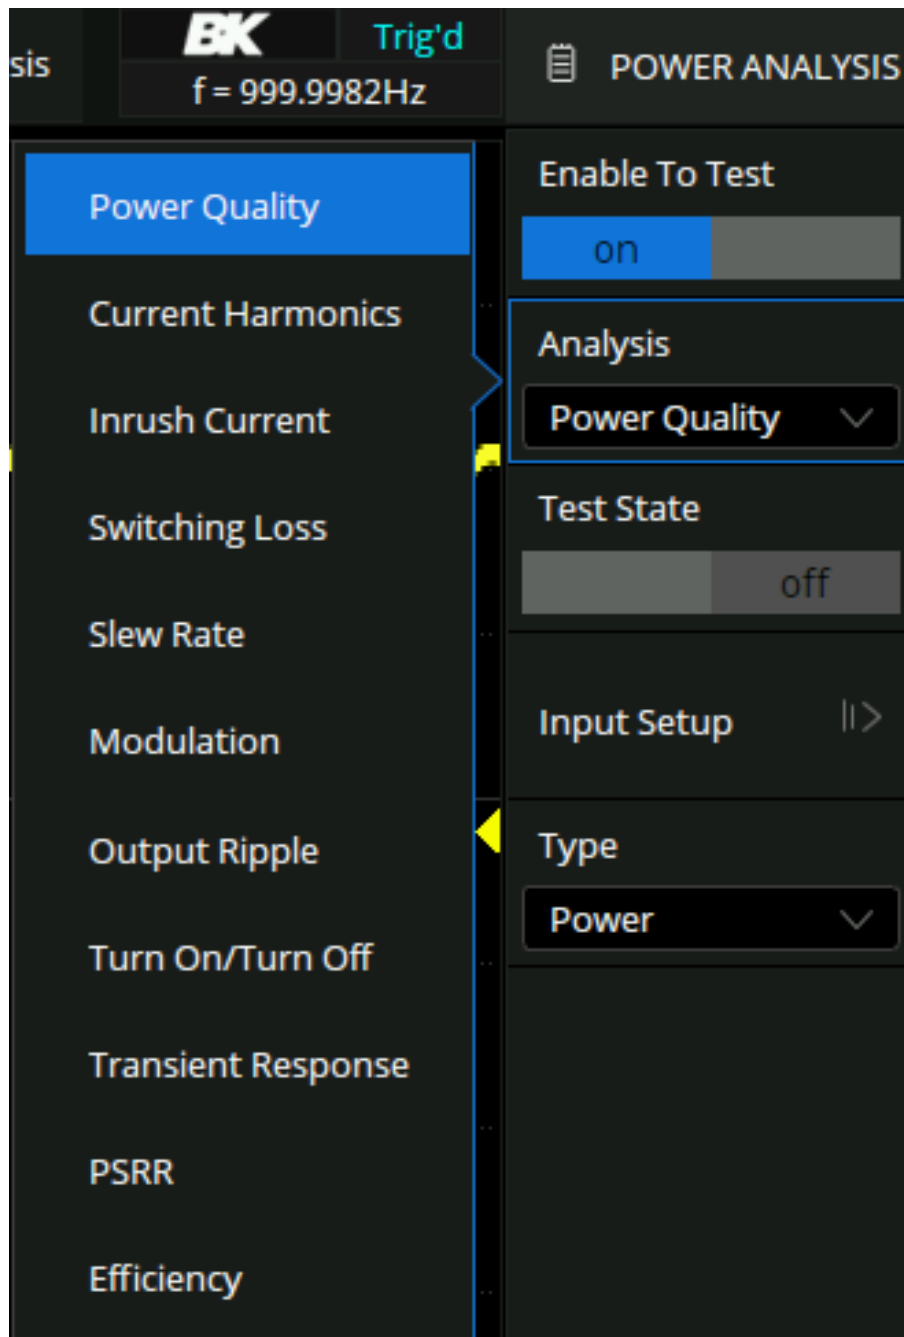 sis
BK
Trig'd
f = 999.9982Hz
POWER ANALYSIS
Power Quality
Current Harmonics
Inrush Current
Switching Loss
Slew Rate
Modulation
Output Ripple
Turn On/Turn Off
Transient Response
PSRR
Efficiency
Enable To Test
on
Analysis
Power Quality
Test State
off
Input Setup
Type
Power